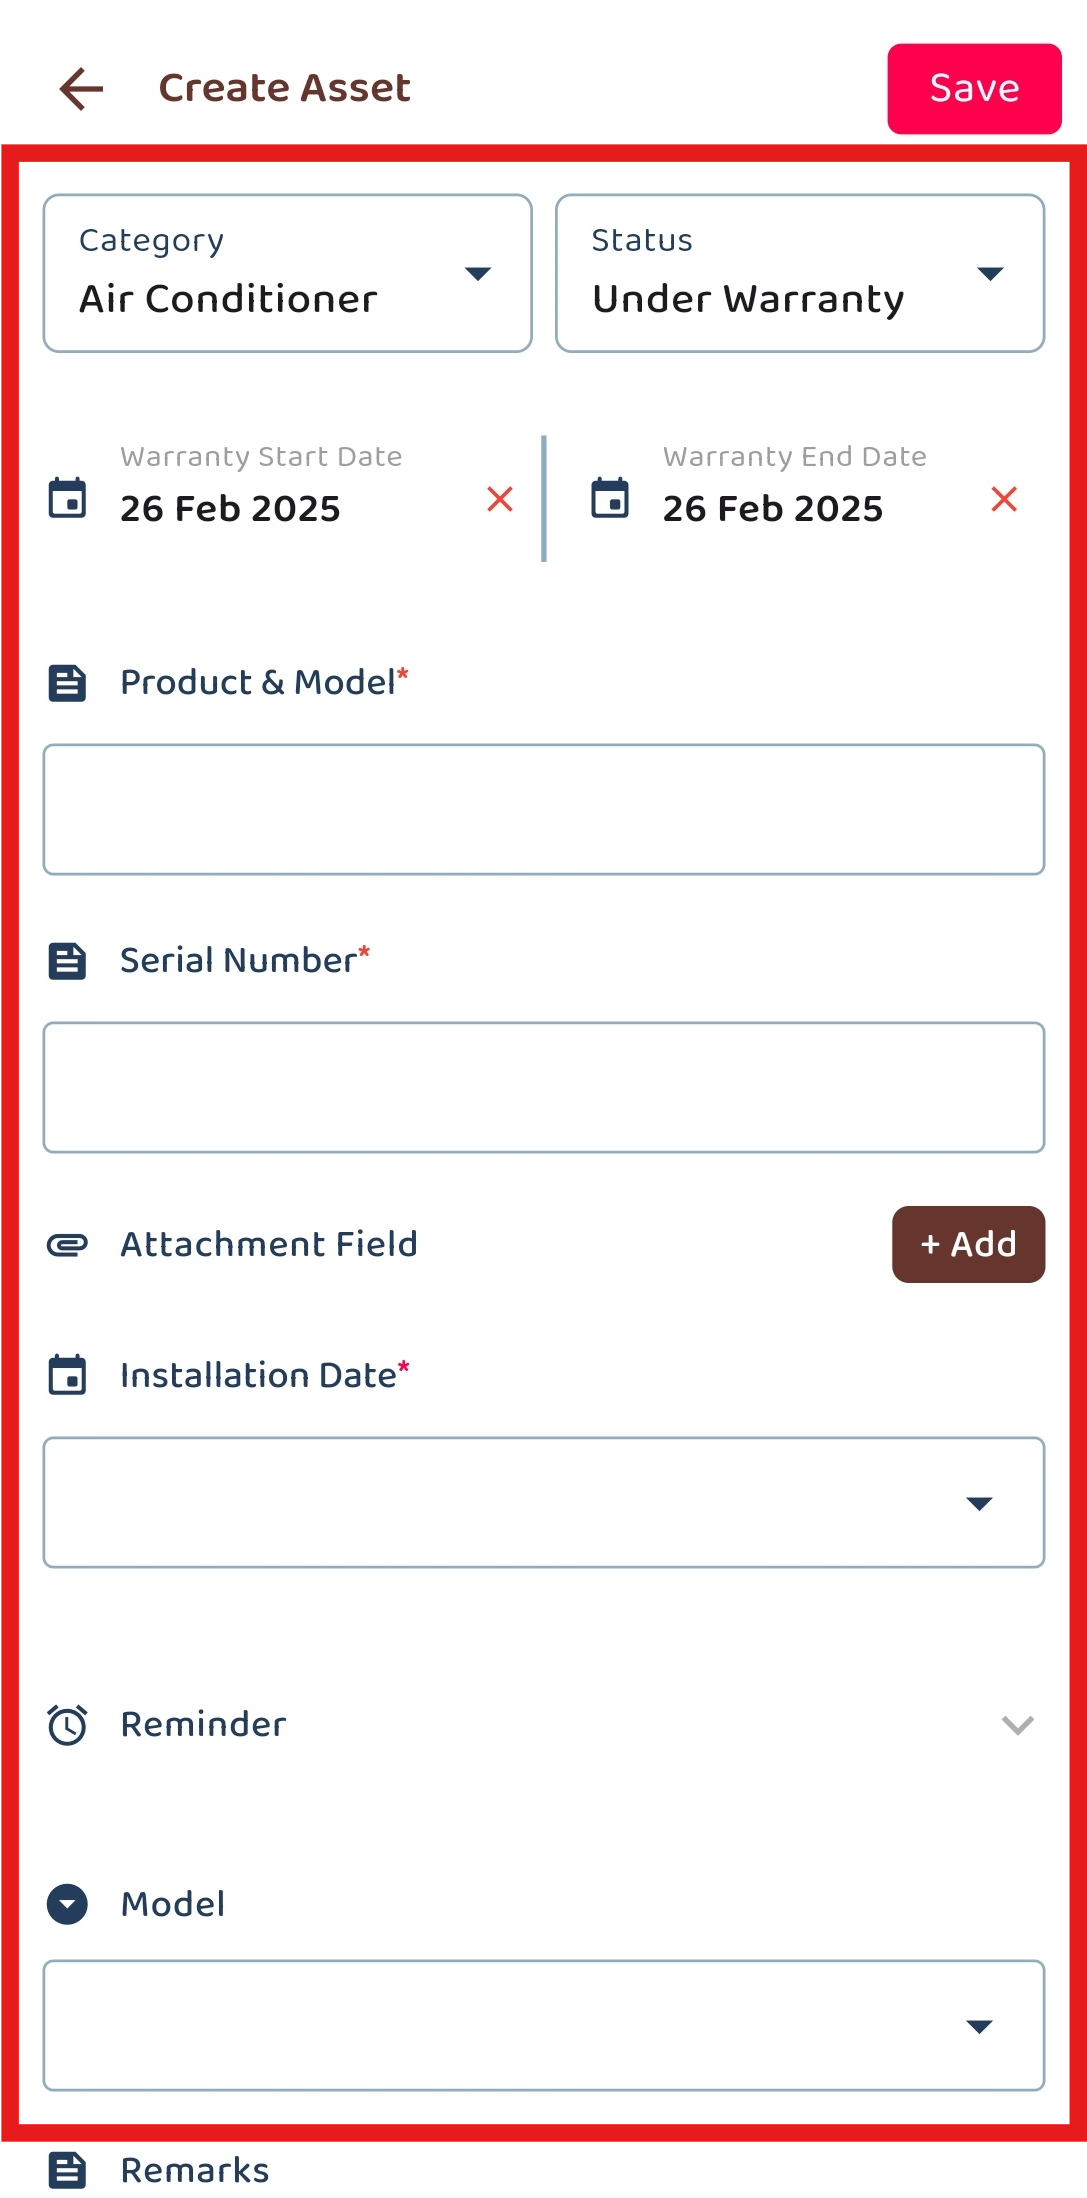 Create Asset
Save
Category
Air Conditioner
Status
Under Warranty
Warranty Start Date
26 Feb 2025
Warranty End Date
26 Feb 2025
Product & Model*
Serial Number*
Attachment Field
+ Add
Installation Date*
Reminder
Model
Remarks